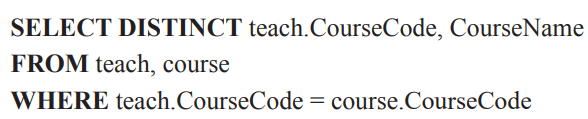 SELECT DISTINCT teach.CourseCode, CourseName
FROM teach, course
WHERE teach.CourseCode = course.CourseCode